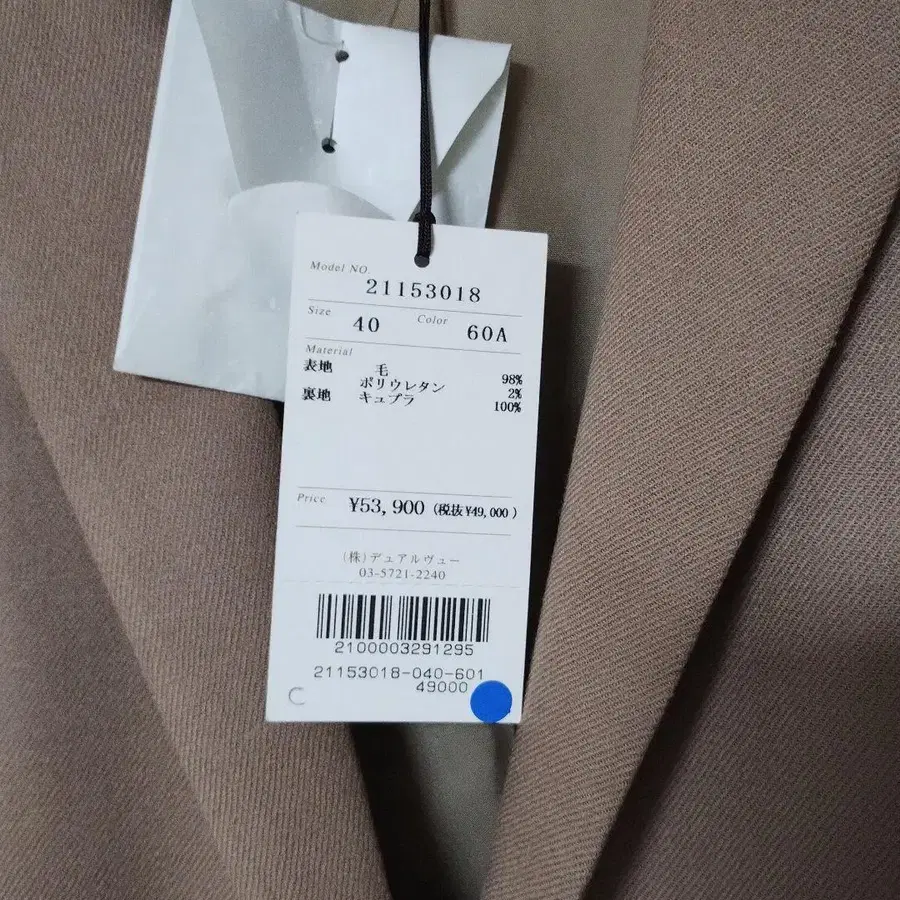 Model NO.
21153018
Size 40 Color 60A
Material
表地 毛 98%
ポリウレタン 2%
裏地 キュプラ 100%
Price ¥53,900 (税抜¥49,000)
(株)デュアルヴュー
03-5721-2240
2100003291295
21153018-040-601
49000
C